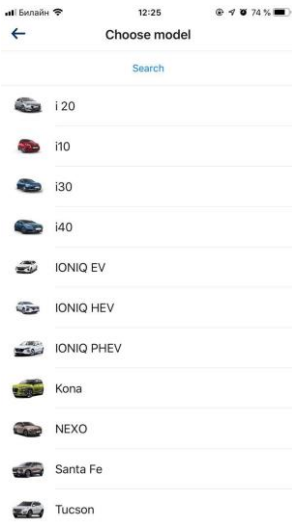 Билайн 12:25 74 %
Choose model
Search
i 20
i10
i30
i40
IONIQ EV
IONIQ HEV
IONIQ PHEV
Kona
NEXO
Santa Fe
Tucson